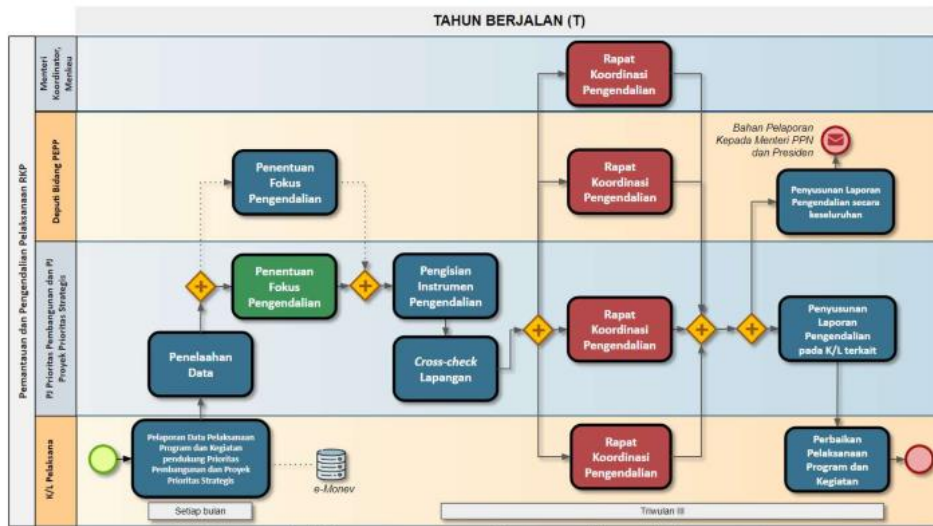 TAHUN BERJALAN (T)
Pemantauan dan Pengendalian Pelaksanaan RKP
Menteri
Koordinator,
Menkeu
Rapat
Koordinasi
Pengendalian
Deputi Bidang PEPP
Penentuan
Fokus
Pengendalian
Rapat
Koordinasi
Pengendalian
Bahan Pelaporan
Kepada Menteri PPN
dan Presiden
Penyusunan Laporan
Pengendalian secara
keseluruhan
PJ Prioritas Pembangunan dan PJ
Proyek Prioritas Strategis
Penelaahan
Data
Penentuan
Fokus
Pengendalian
Pengisian
Instrumen
Pengendalian
Cross-check
Lapangan
Rapat
Koordinasi
Pengendalian
Penyusunan
Laporan
Pengendalian
pada K/L terkait
K/L Pelaksana
Pelaporan Data Pelaksanaan
Program dan Kegiatan
pendukung Prioritas
Pembangunan dan Proyek
Prioritas Strategis
e-Monev
Rapat
Koordinasi
Pengendalian
Perbaikan
Pelaksanaan
Program dan
Kegiatan
Setiap bulan
Triwulan III